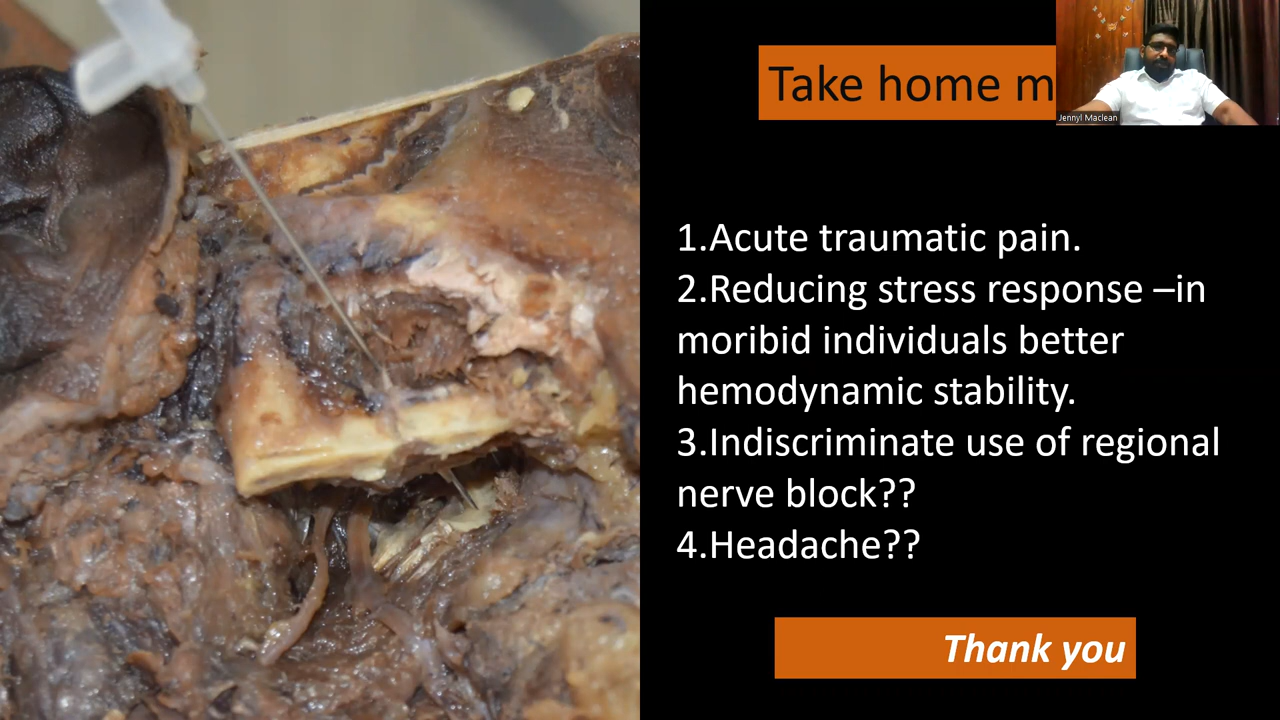 Take home m
Jennyl Maclean
1.Acute traumatic pain.
2.Reducing stress response –in
moribid individuals better
hemodynamic stability.
3.Indiscriminate use of regional
nerve block??
4.Headache??
Thank you